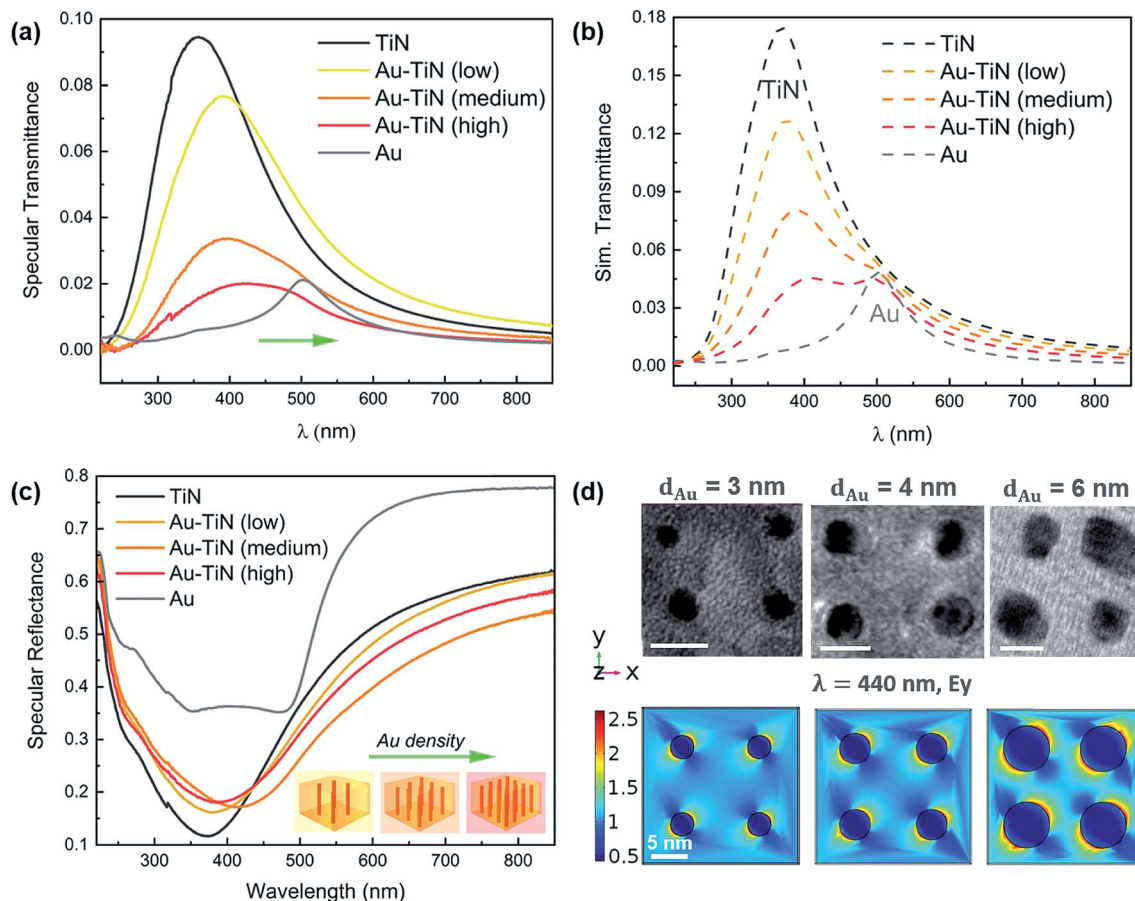 (a)
0.10
0.08
0.06
0.04
0.02
0.00
Specular Transmittance
TiN
Au-TiN (low)
Au-TiN (medium)
Au-TiN (high)
Au
300 400 500 600 700 800
λ (nm)
(b)
0.18
0.15
0.12
0.09
0.06
0.03
0.00
Sim. Transmittance
TiN
Au-TiN (low)
Au-TiN (medium)
Au-TiN (high)
Au
TiN
Au
300 400 500 600 700 800
λ (nm)
(c)
0.8
0.7
0.6
0.5
0.4
0.3
0.2
0.1
Specular Reflectance
TiN
Au-TiN (low)
Au-TiN (medium)
Au-TiN (high)
Au
Au density
300 400 500 600 700 800
Wavelength (nm)
(d)
d_Au = 3 nm d_Au = 4 nm d_Au = 6 nm
y
z x
λ = 440 nm, Ey
2.5
2
1.5
1
0.5
5 nm